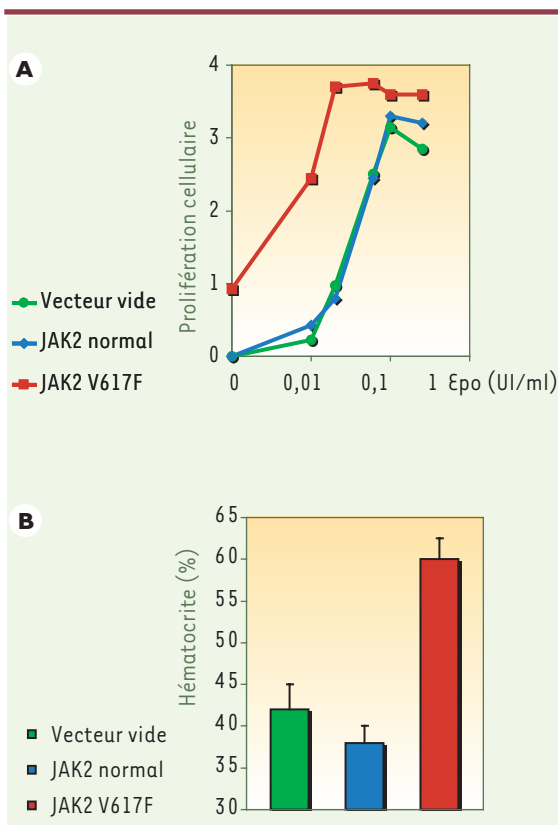 A
4
3
2
1
0
Prolifération cellulaire
Vecteur vide
JAK2 normal
JAK2 V617F
0 0,01 0,1 1 Epo (UI/ml)
B
65
60
55
50
45
40
35
30
Hématocrite (%)
Vecteur vide
JAK2 normal
JAK2 V617F